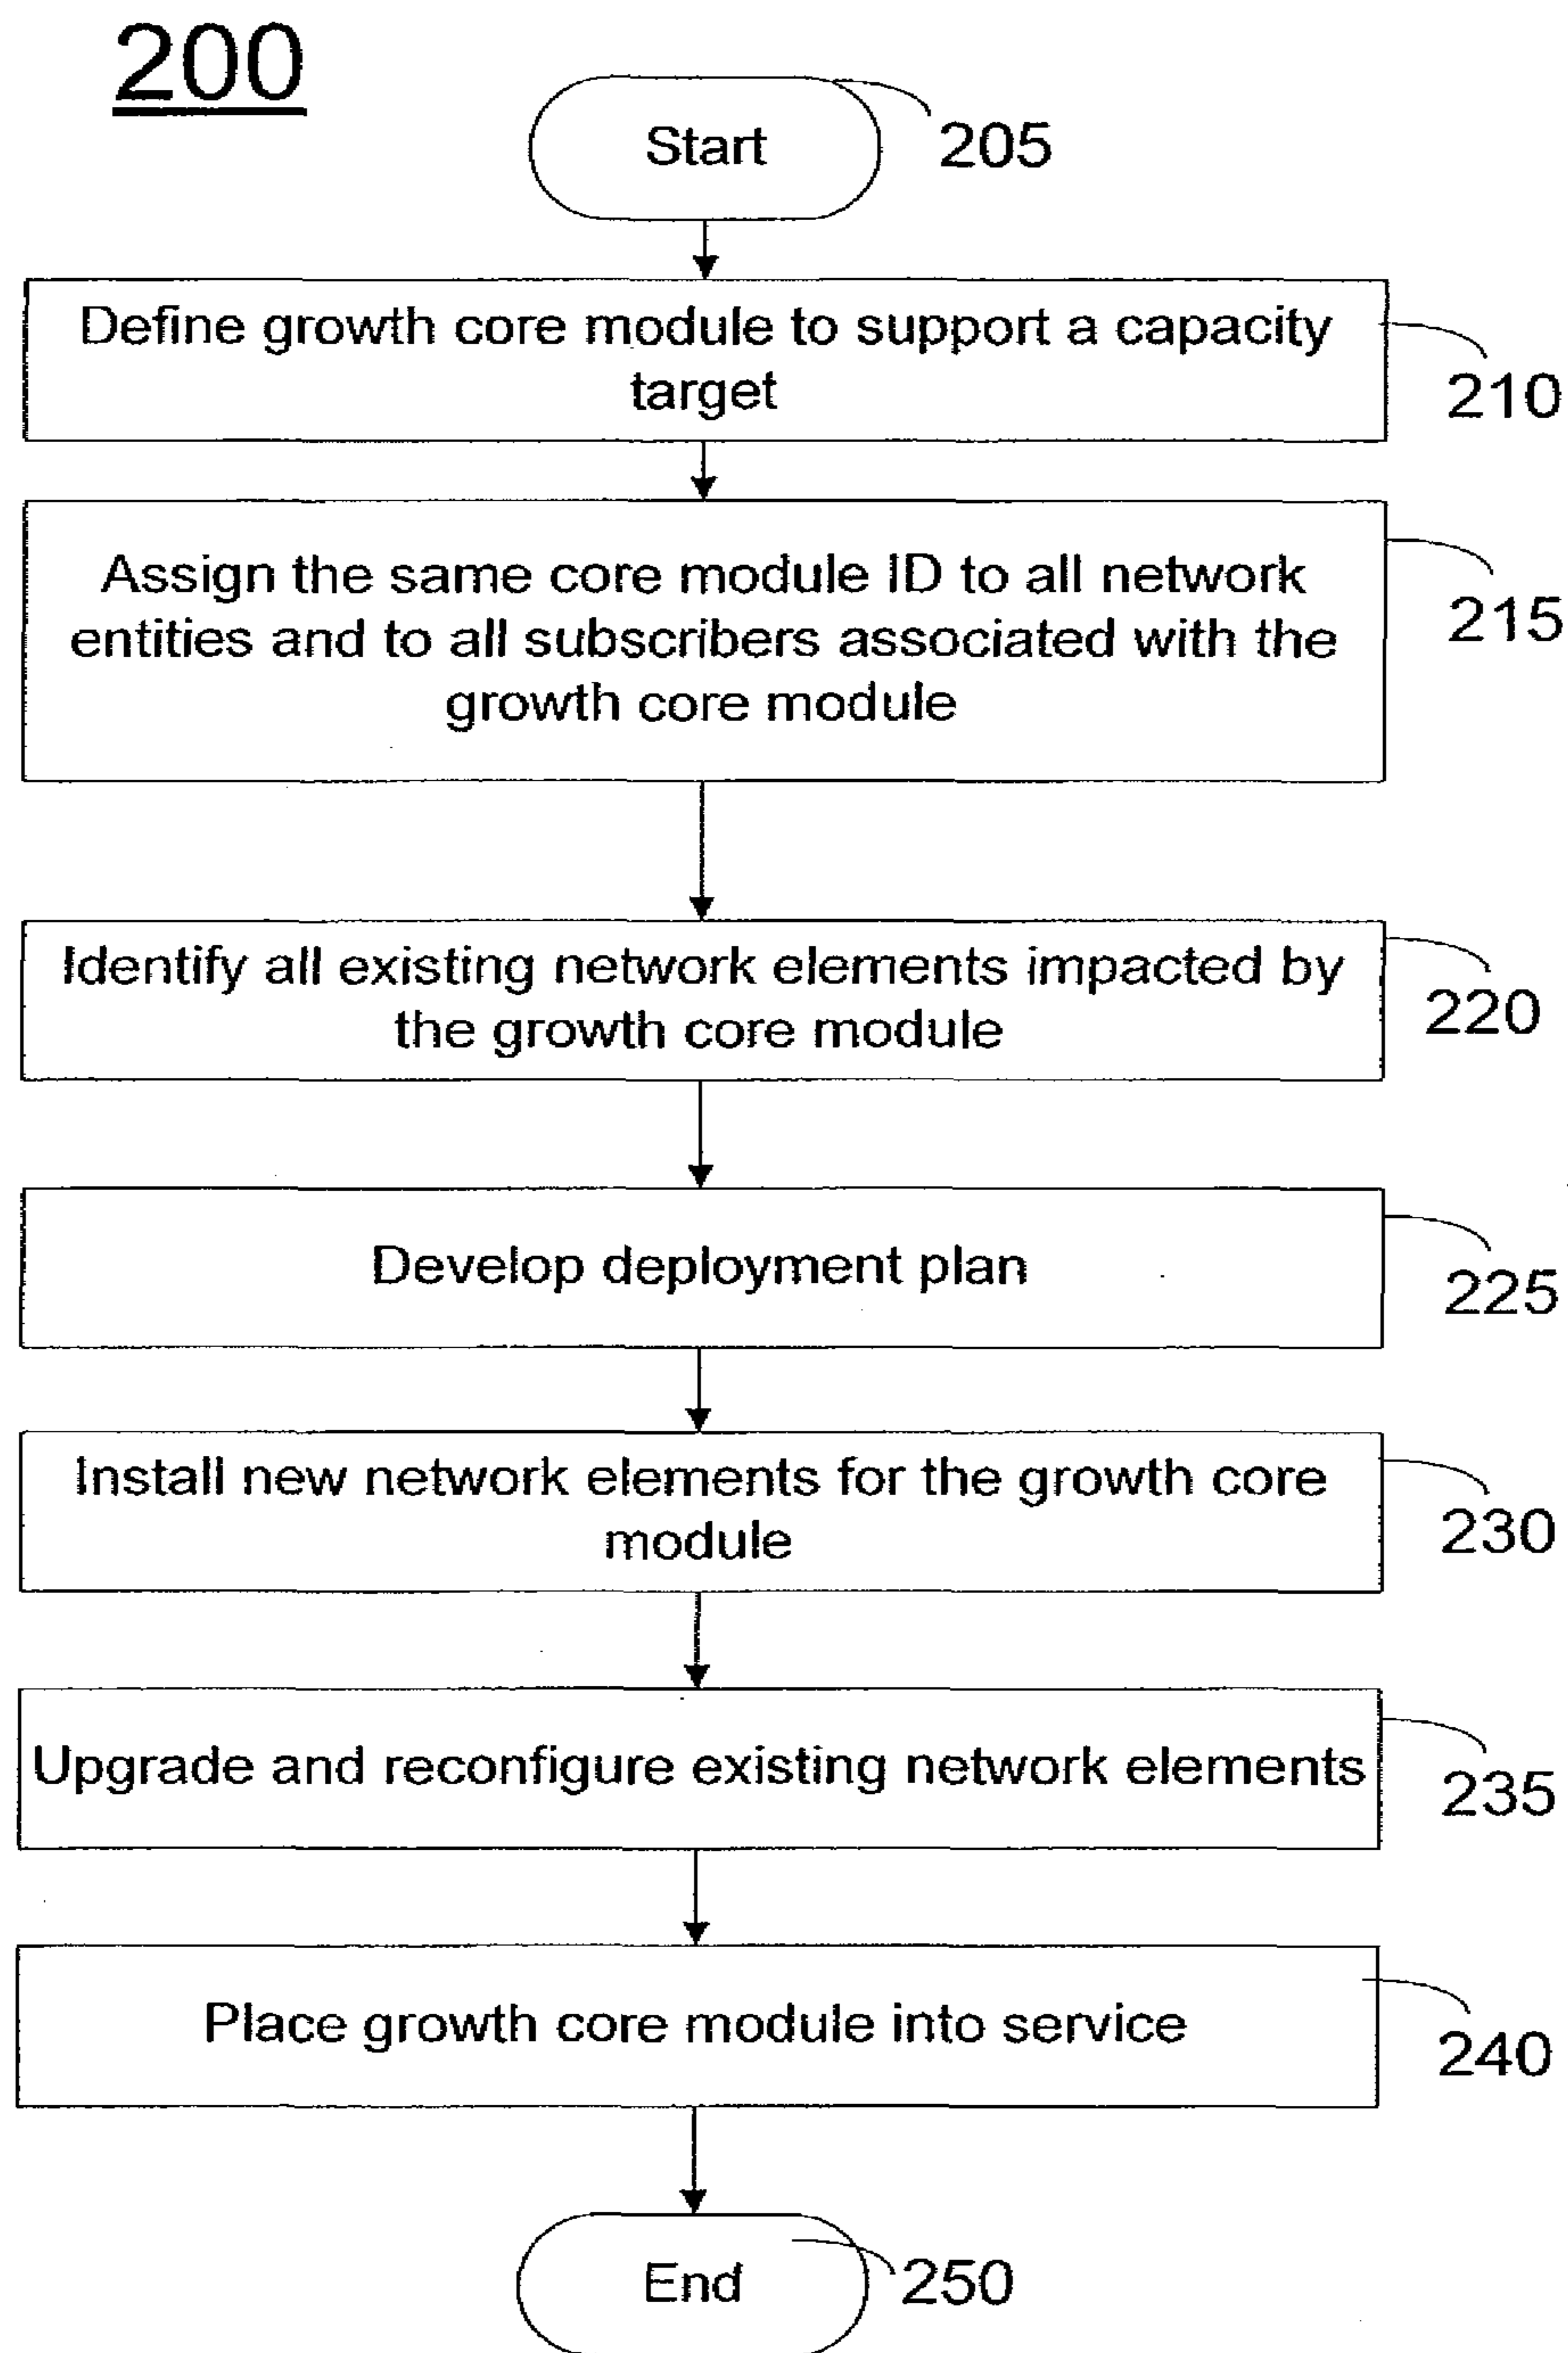 200
Start
205
Define growth core module to support a capacity
target
210
Assign the same core module ID to all network
entities and to all subscribers associated with the
growth core module
215
Identify all existing network elements impacted by
the growth core module
220
Develop deployment plan
225
Install new network elements for the growth core
module
230
Upgrade and reconfigure existing network elements
235
Place growth core module into service
240
End
250